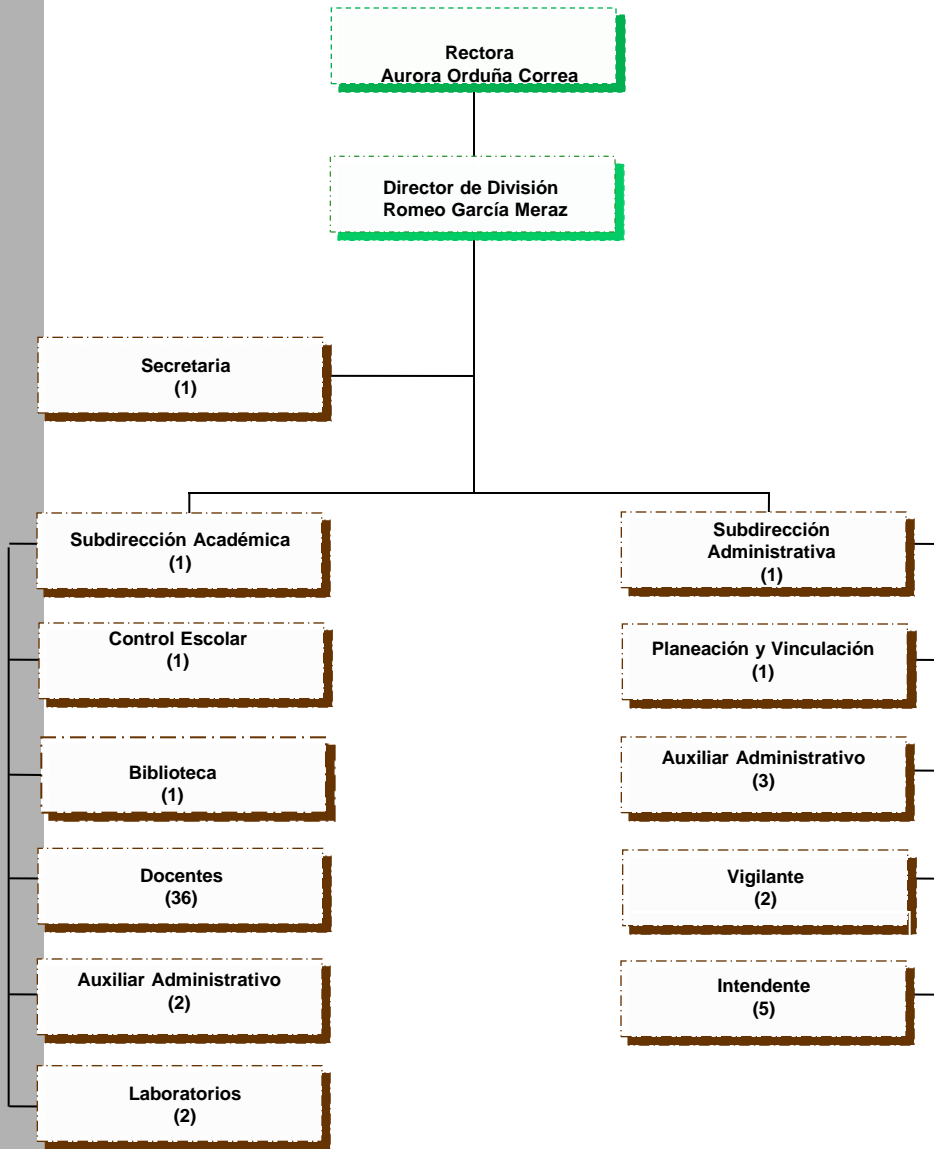 Rectora
Aurora Orduña Correa
Director de División
Romeo García Meraz
Secretaria
(1)
Subdirección Académica
(1)
Control Escolar
(1)
Biblioteca
(1)
Docentes
(36)
Auxiliar Administrativo
(2)
Laboratorios
(2)
Subdirección
Administrativa
(1)
Planeación y Vinculación
(1)
Auxiliar Administrativo
(3)
Vigilante
(2)
Intendente
(5)